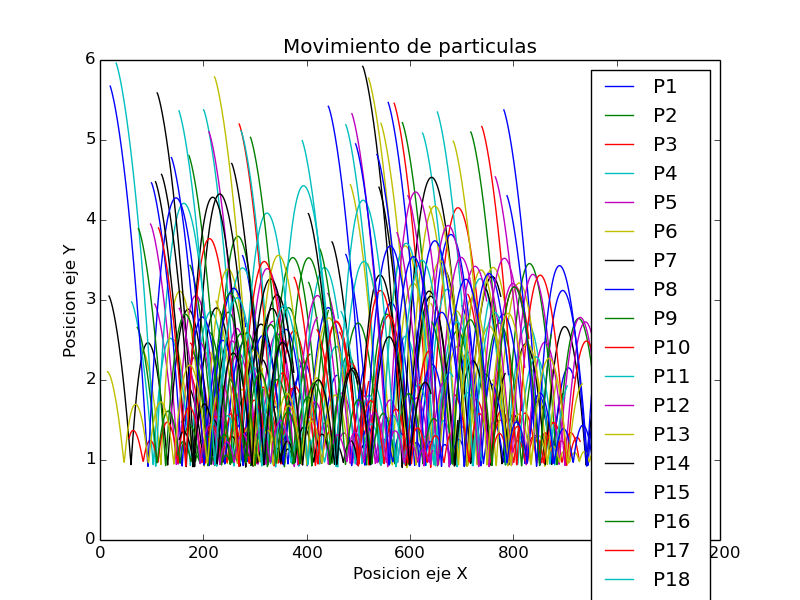 Movimiento de particulas
6
5
4
3
2
1
0
Posicion eje Y
0
200
400
600
800
200
Posicion eje X
P1
P2
P3
P4
P5
P6
P7
P8
P9
P10
P11
P12
P13
P14
P15
P16
P17
P18